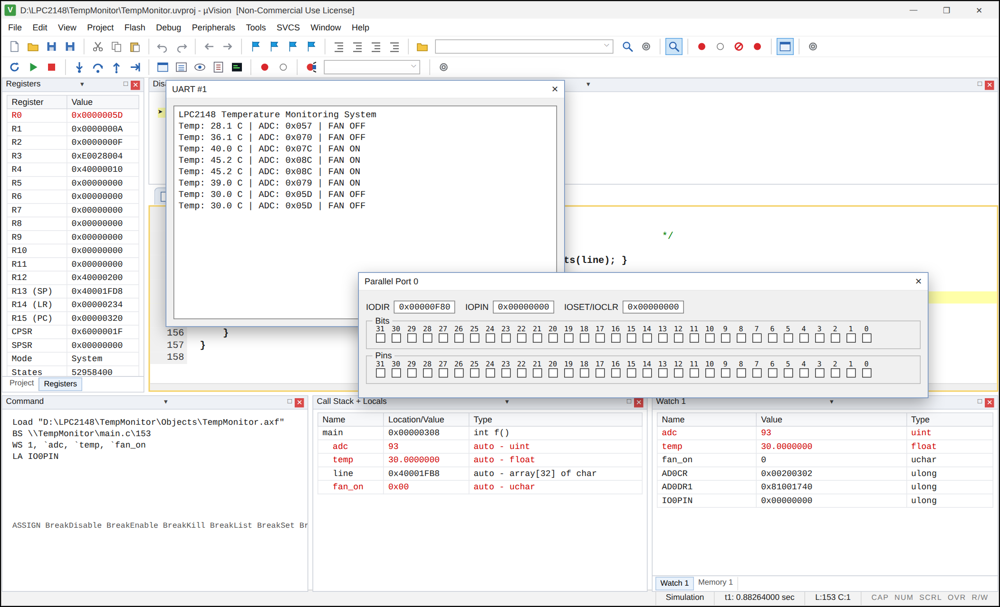 V D:\LPC2148\TempMonitor\TempMonitor.uvproj - µVision  [Non-Commercial Use License]
File Edit View Project Flash Debug Peripherals Tools SVCS Window Help
Registers
Register Value
R0 0x0000005D
R1 0x0000000A
R2 0x0000000F
R3 0xE0028004
R4 0x40000010
R5 0x00000000
R6 0x00000000
R7 0x00000000
R8 0x00000000
R9 0x00000000
R10 0x00000000
R11 0x00000000
R12 0x40000200
R13 (SP) 0x40001FD8
R14 (LR) 0x00000234
R15 (PC) 0x00000320
CPSR 0x6000001F
SPSR 0x00000000
Mode System
States 52958400
Project Registers
UART #1
LPC2148 Temperature Monitoring System
Temp: 28.1 C | ADC: 0x057 | FAN OFF
Temp: 36.1 C | ADC: 0x070 | FAN OFF
Temp: 40.0 C | ADC: 0x07C | FAN ON
Temp: 45.2 C | ADC: 0x08C | FAN ON
Temp: 45.2 C | ADC: 0x08C | FAN ON
Temp: 39.0 C | ADC: 0x079 | FAN ON
Temp: 30.0 C | ADC: 0x05D | FAN OFF
Temp: 30.0 C | ADC: 0x05D | FAN OFF
*/
ts(line); }
156 }
157 }
158
Parallel Port 0
IODIR 0x00000F80 IOPIN 0x00000000 IOSET/IOCLR 0x00000000
Bits
31 30 29 28 27 26 25 24 23 22 21 20 19 18 17 16 15 14 13 12 11 10 9 8 7 6 5 4 3 2 1 0
Pins
31 30 29 28 27 26 25 24 23 22 21 20 19 18 17 16 15 14 13 12 11 10 9 8 7 6 5 4 3 2 1 0
Command
Load "D:\LPC2148\TempMonitor\Objects\TempMonitor.axf"
BS \\TempMonitor\main.c\153
WS 1, `adc, `temp, `fan_on
LA IO0PIN
ASSIGN BreakDisable BreakEnable BreakKill BreakList BreakSet Br
Call Stack + Locals
Name Location/Value Type
main 0x00000308 int f()
adc 93 auto - uint
temp 30.0000000 auto - float
line 0x40001FB8 auto - array[32] of char
fan_on 0x00 auto - uchar
Watch 1
Name Value Type
adc 93 uint
temp 30.0000000 float
fan_on 0 uchar
AD0CR 0x00200302 ulong
AD0DR1 0x81001740 ulong
IO0PIN 0x00000000 ulong
Watch 1 Memory 1
Simulation t1: 0.88264000 sec L:153 C:1 CAP NUM SCRL OVR R/W